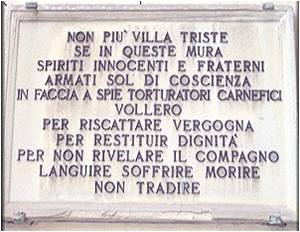 NON PIU' VILLA TRISTE
SE IN QUESTE MURA
SPIRITI INNOCENTI E FRATERNI
ARMATI SOL DI COSCIENZA
IN FACCIA A SPIE TORTURATORI CARNEFICI
VOLLERO
PER RISCATTARE VERGOGNA
PER RESTITUIR DIGNITA'
PER NON RIVELARE IL COMPAGNO
LANGUIRE SOFFRIRE MORIRE
NON TRADIRE